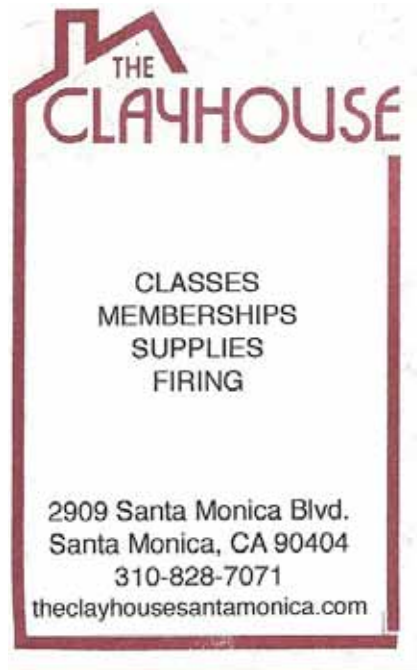 THE
CLAYHOUSE
CLASSES
MEMBERSHIPS
SUPPLIES
FIRING
2909 Santa Monica Blvd.
Santa Monica, CA 90404
310-828-7071
theclayhousesantamonica.com